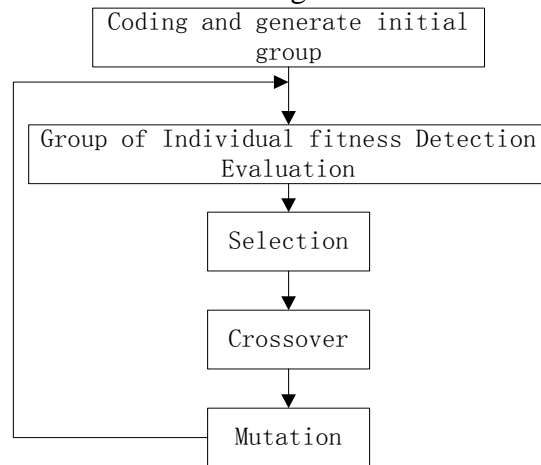 Coding and generate initial
group
Group of Individual fitness Detection
Evaluation
Selection
Crossover
Mutation